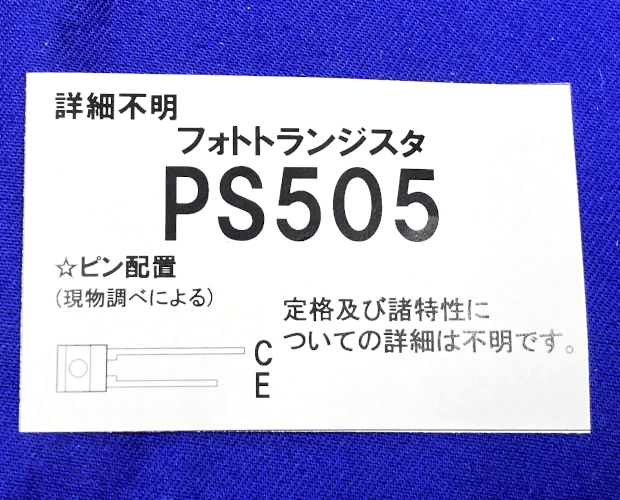 詳細不明
フォトトランジスタ
PS505
☆ピン配置
(現物調べによる)
定格及び諸特性に
ついての詳細は不明です。
C
E